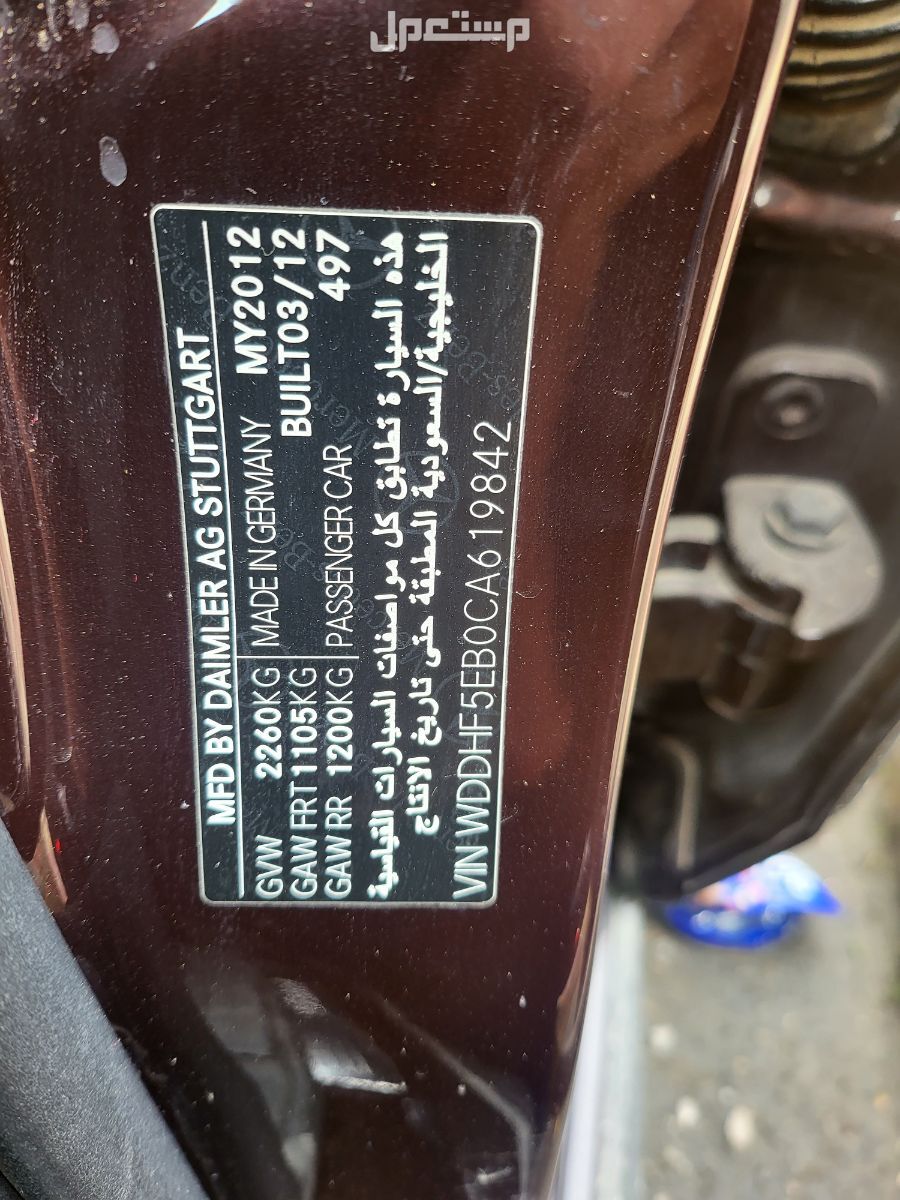 مستعمل
MFD BY DAIMLER AG STUTTGART
GVW 2260KG MADE IN GERMANY MY2012
GAW FRT 1105KG BUILT03/12
GAW RR 1200KG PASSENGER CAR 497
هذه السيارة تطابق كل مواصفات السيارات القياسية
الخليجية/السعودية المطبقة حتى تاريخ الانتاج
VIN WDDHF5EB0CA619842